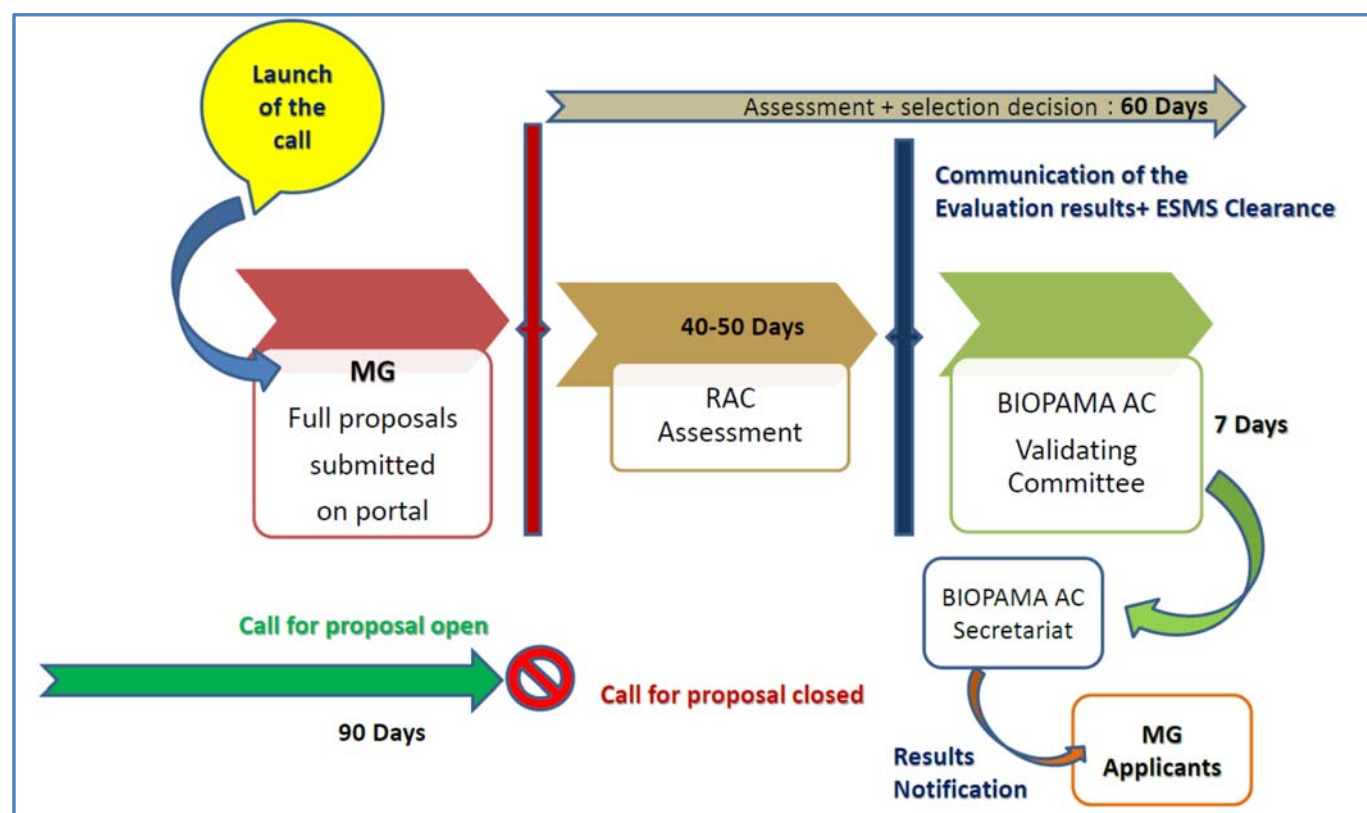 Launch
of the
call
Assessment + selection decision : 60 Days
Communication of the
Evaluation results+ ESMS Clearance
MG
Full proposals
submitted
on portal
40-50 Days
RAC
Assessment
BIOPAMA AC
Validating
Committee
7 Days
BIOPAMA AC
Secretariat
Call for proposal open
90 Days
Call for proposal closed
Results
Notification
MG
Applicants